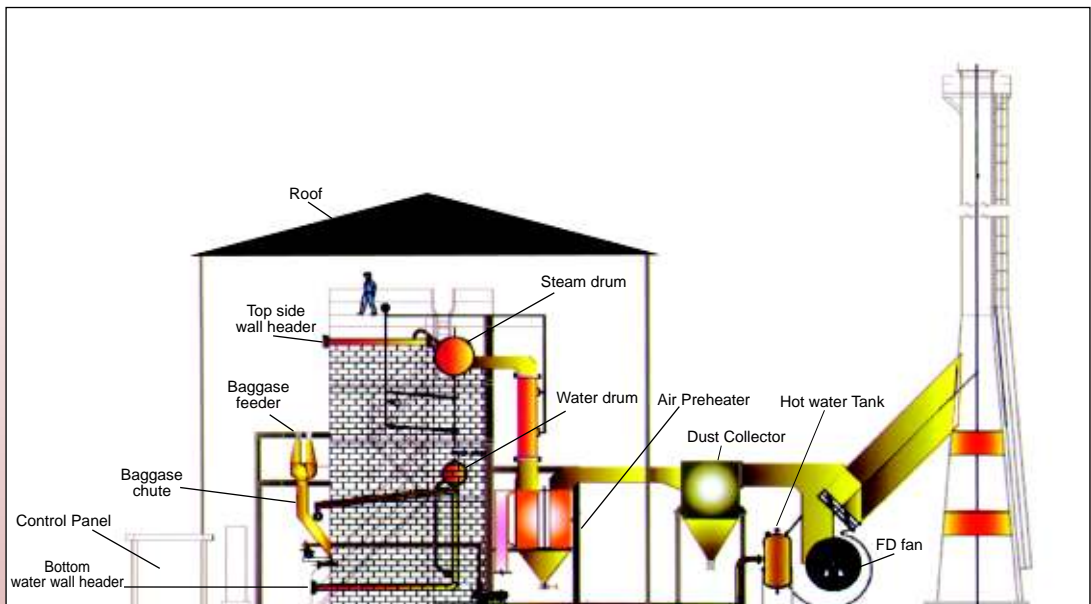 Roof
Steam drum
Top side
wall header
Baggase
feeder
Water drum
Air Preheater
Hot water Tank
Dust Collector
Baggase
chute
Control Panel
FD fan
Bottom
water wall header